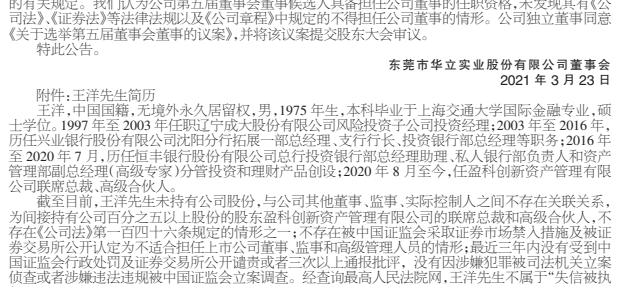 的有关规定。我们认为公司第五届董事会董事候选人具备担任公司董事的任职资格，未发现具有《公
司法》、《证券法》等法律法规以及《公司章程》中规定的不得担任公司董事的情形。公司独立董事同意
《关于选举第五届董事会董事的议案》，并将该议案提交股东大会审议。
特此公告。
东莞市华立实业股份有限公司董事会
2021 年 3 月 23 日
附件：王洋先生简历
王洋，中国国籍，无境外永久居留权，男，1975 年生，本科毕业于上海交通大学国际金融专业，硕
士学位。1997 年至 2003 年任职辽宁成大股份有限公司风险投资子公司投资经理；2003 年至 2016 年，
历任兴业银行股份有限公司沈阳分行拓展一部总经理、支行行长、投资银行部总经理等职务；2016 年
至 2020 年 7 月，历任恒丰银行股份有限公司总行投资银行部总经理助理、私人银行部负责人和资产
管理部副总经理（高级专家）分管投资和理财产品创设；2020 年 8 月至今，任盈科创新资产管理有限
公司联席总裁、高级合伙人。
截至目前，王洋先生未持有公司股份，与公司其他董事、监事、实际控制人之间不存在关联关系，
为间接持有公司百分之五以上股份的股东盈科创新资产管理有限公司的联席总裁和高级合伙人，不
存在《公司法》第一百四十六条规定的情形之一；不存在被中国证监会采取证券市场禁入措施及被证
券交易所公开认定为不适合担任上市公司董事、监事和高级管理人员的情形；最近三年内没有受到中
国证监会行政处罚及证券交易所公开谴责或者三次以上通报批评，没有因涉嫌犯罪被司法机关立案
侦查或者涉嫌违法违规被中国证监会立案调查。经查询最高人民法院网，王洋先生不属于“失信被执